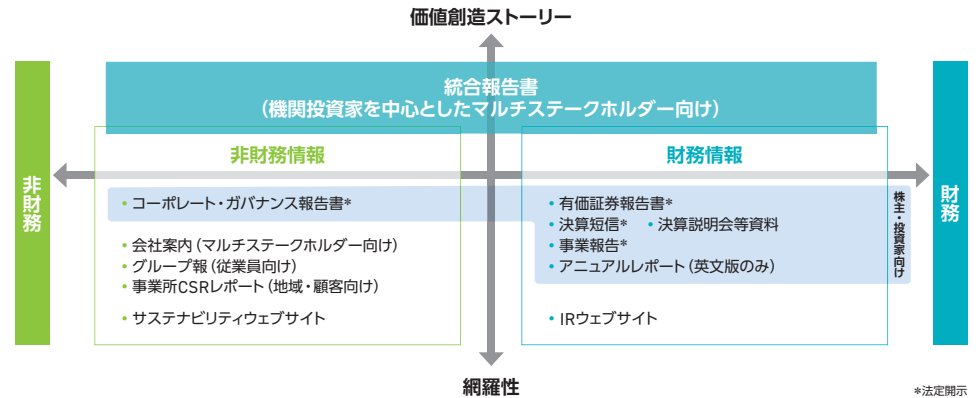 価値創造ストーリー
統合報告書
（機関投資家を中心としたマルチステークホルダー向け）
非財務
非財務情報
財務情報
財務
・コーポレート・ガバナンス報告書*
・会社案内（マルチステークホルダー向け）
・グループ報（従業員向け）
・事業所CSRレポート（地域・顧客向け）
・サステナビリティウェブサイト
・有価証券報告書*
・決算短信* ・決算説明会等資料
・事業報告*
・アニュアルレポート（英文版のみ）
・IRウェブサイト
株主・投資家向け
網羅性
*法定開示